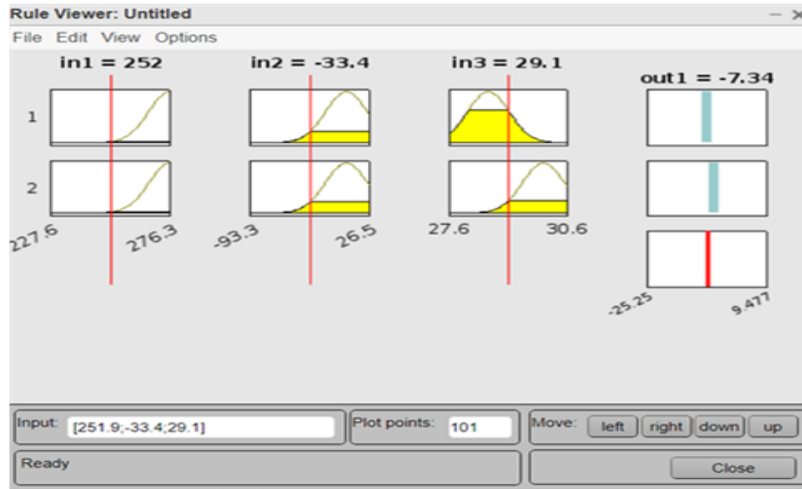 Rule Viewer: Untitled
File Edit View Options
in1 = 252 in2 = -33.4 in3 = 29.1 out1 = -7.34
1
2
227.6 276.3 -93.3 26.5 27.6 30.6
-25.25 9.477
Input: [251.9;-33.4;29.1] Plot points: 101 Move: left right down up
Ready Close